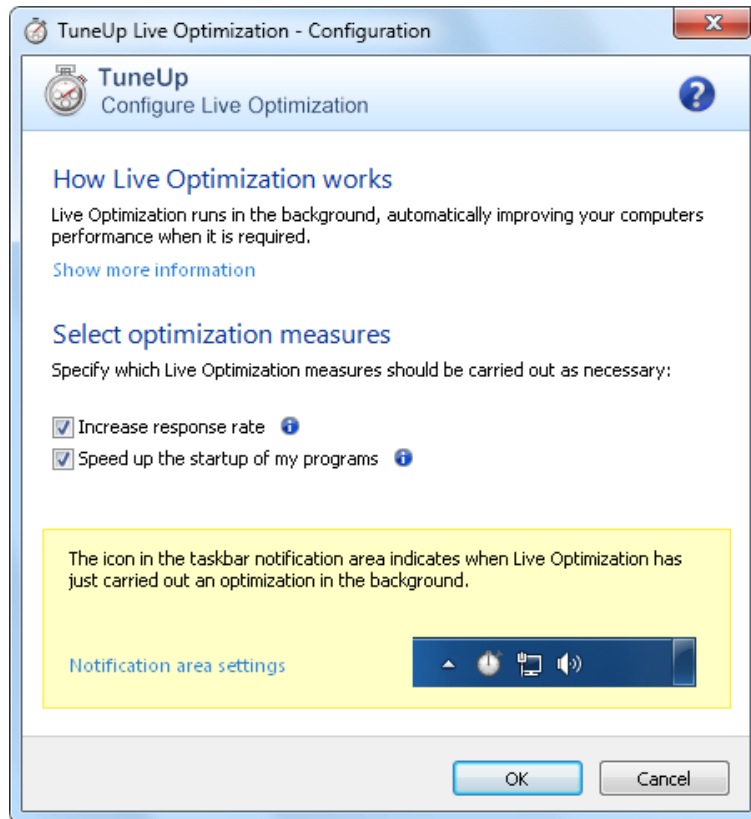 TuneUp Live Optimization - Configuration
TuneUp
Configure Live Optimization
How Live Optimization works
Live Optimization runs in the background, automatically improving your computers
performance when it is required.
Show more information
Select optimization measures
Specify which Live Optimization measures should be carried out as necessary:
Increase response rate
Speed up the startup of my programs
The icon in the taskbar notification area indicates when Live Optimization has
just carried out an optimization in the background.
Notification area settings
OK
Cancel